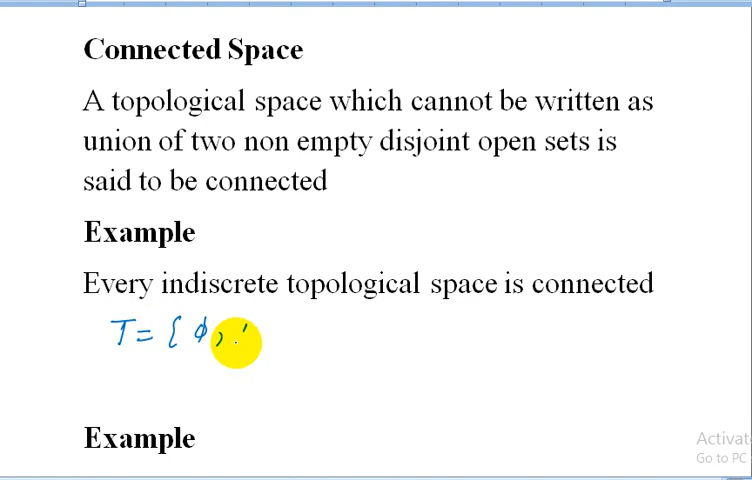 Connected Space
A topological space which cannot be written as
union of two non empty disjoint open sets is
said to be connected
Example
Every indiscrete topological space is connected
T = { ϕ ,
Example
Activat
Go to PC